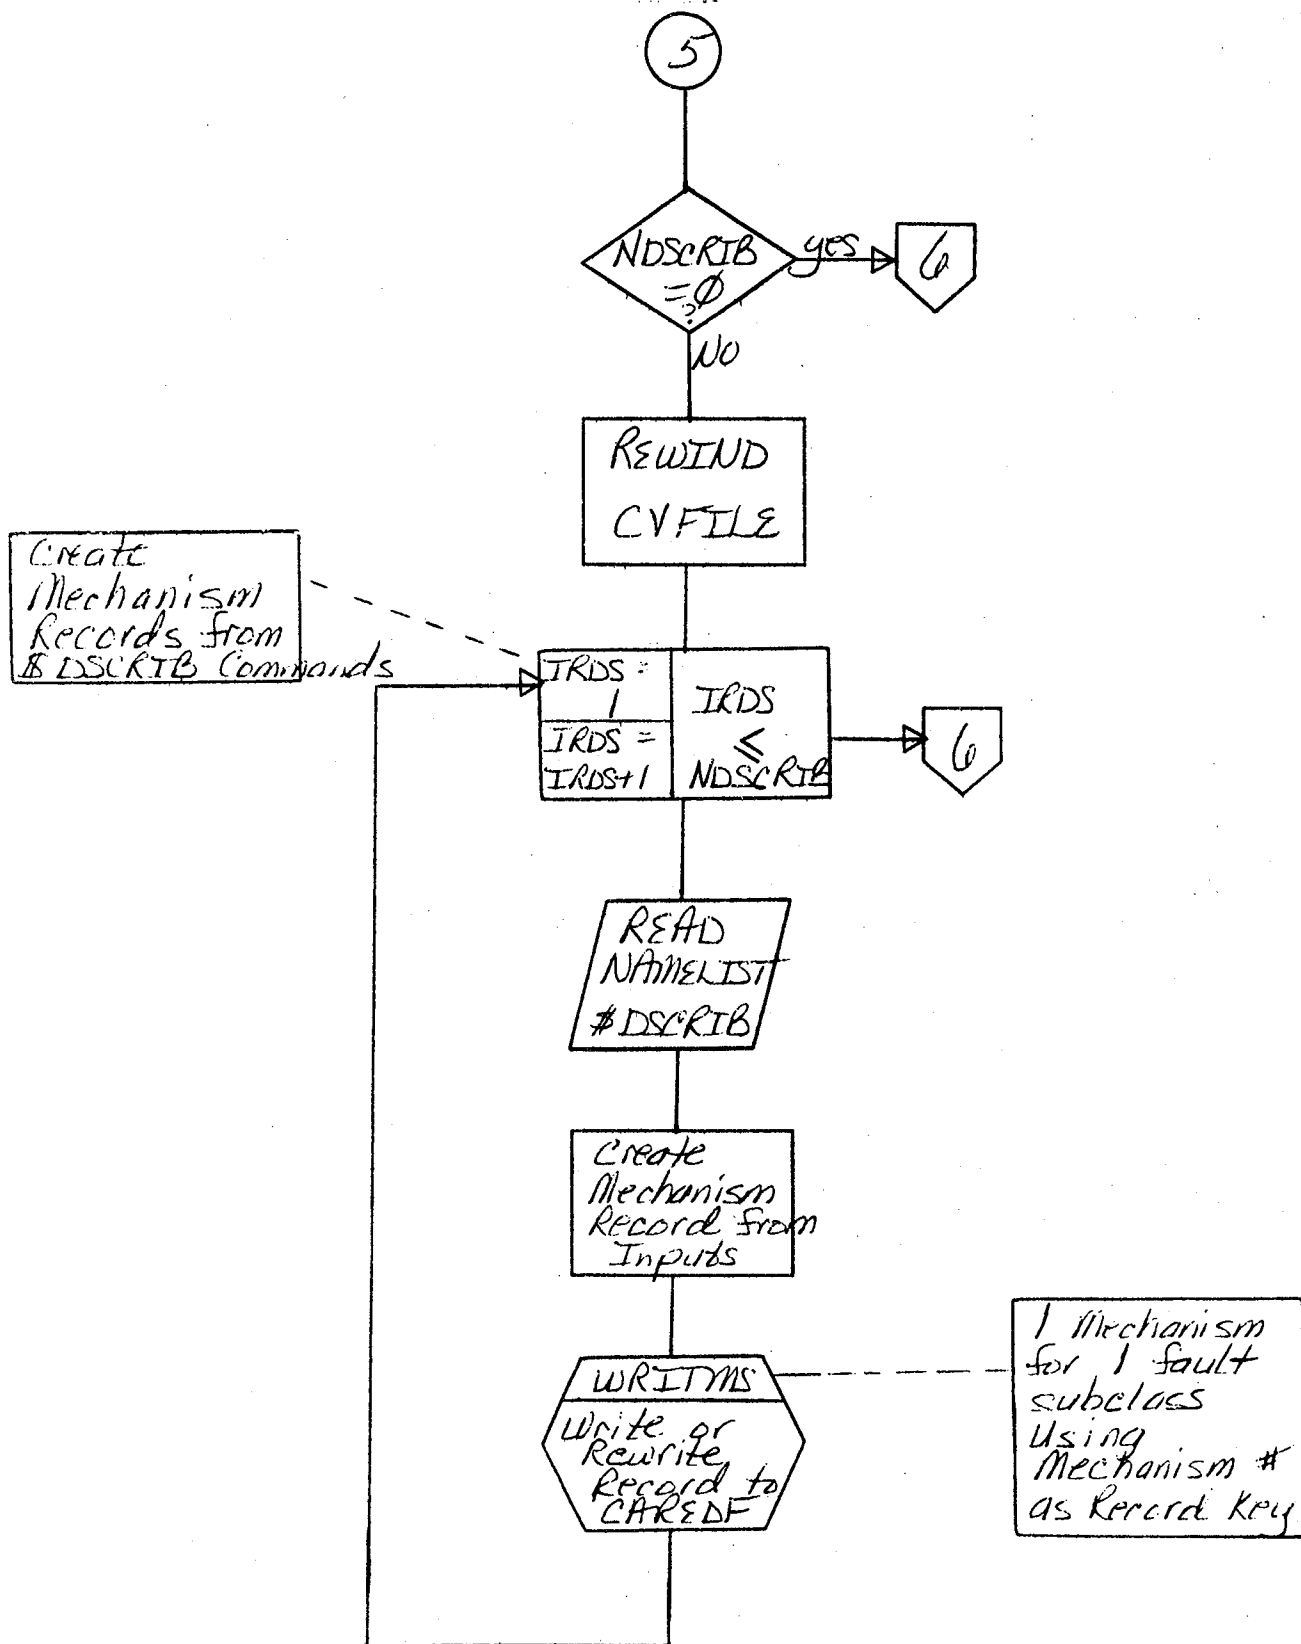 5
NDSCRIB
=Ø
?
yes
6
NO
REWIND
CVFILE
Create
Mechanism
Records from
$ DSCRIB Commands
IRDS =
1
IRDS =
IRDS+1
IRDS
≤
NDSCRIB
6
READ
NAMELIST
$ DSCRIB
Create
Mechanism
Record from
Inputs
WRITMS
Write or
Rewrite
Record to
CAREDF
1 Mechanism
for 1 fault
subclass
Using
Mechanism #
as Record Key